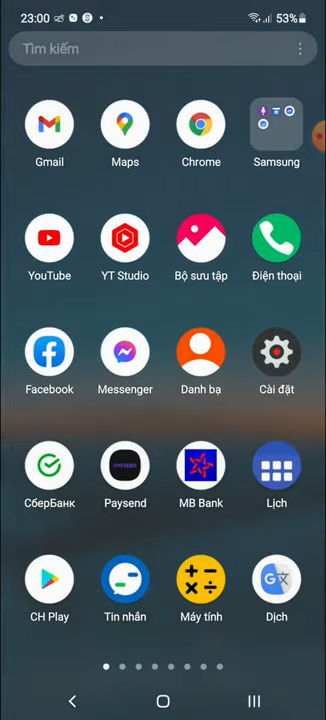 23:00
53%
Tìm kiếm
Gmail
Maps
Chrome
Samsung
YouTube
YT Studio
Bộ sưu tập
Điện thoại
Facebook
Messenger
Danh bạ
Cài đặt
PAYSEND
СберБанк
Paysend
MB Bank
Lịch
CH Play
Tin nhắn
Máy tính
Dịch